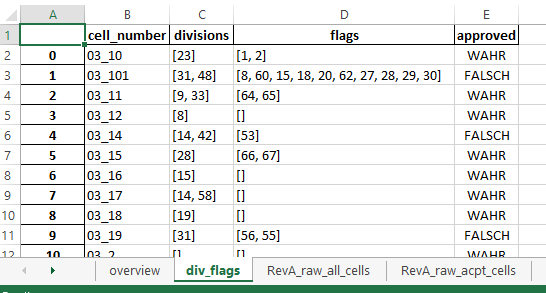 A B C D E
1 cell_number divisions flags approved
2 0 03_10 [23] [1, 2] WAHR
3 1 03_101 [31, 48] [8, 60, 15, 18, 20, 62, 27, 28, 29, 30] FALSCH
4 2 03_11 [9, 33] [64, 65] WAHR
5 3 03_12 [8] [] WAHR
6 4 03_14 [14, 42] [53] FALSCH
7 5 03_15 [28] [66, 67] WAHR
8 6 03_16 [15] [] WAHR
9 7 03_17 [14, 58] [] WAHR
10 8 03_18 [19] [] WAHR
11 9 03_19 [31] [56, 55] FALSCH
12 10 03_2 [] [] WAHR
overview div_flags RevA_raw_all_cells RevA_raw_acpt_cells